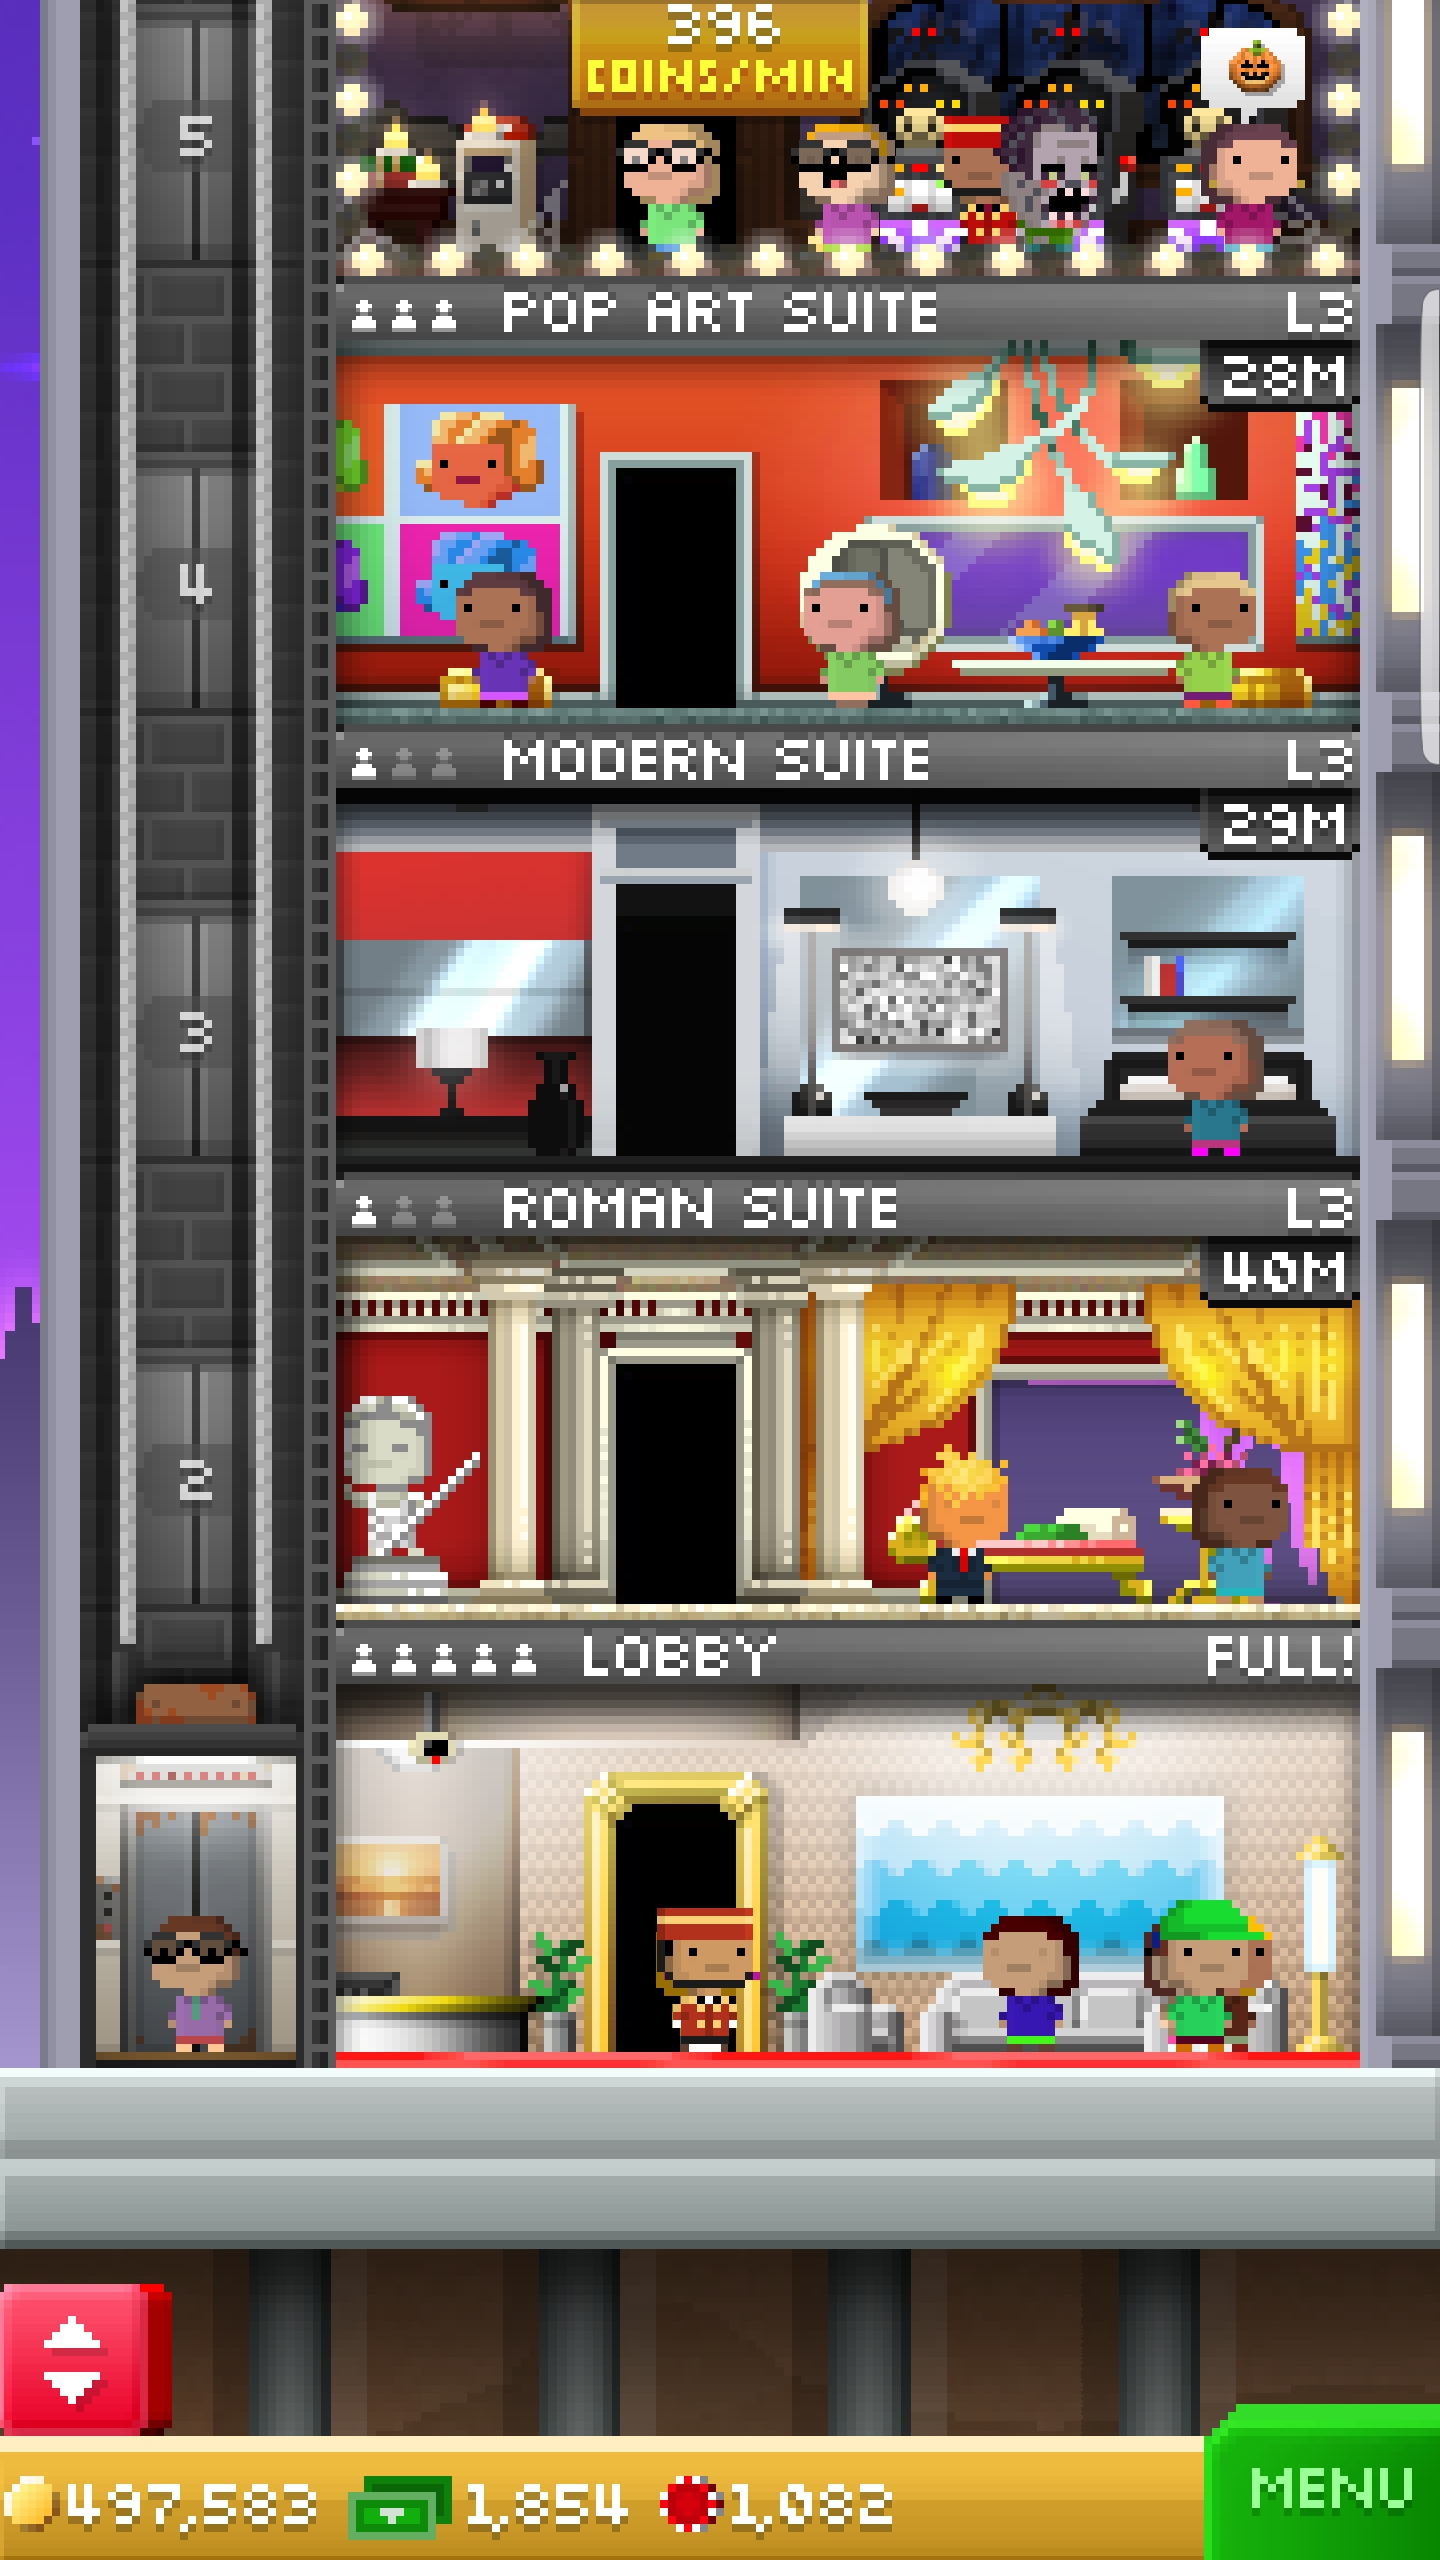 396
COINS/MIN
5
POP ART SUITE L3
28M
4
MODERN SUITE L3
29M
3
ROMAN SUITE L3
40M
2
LOBBY FULL!
497,583 1,854 1,082
MENU